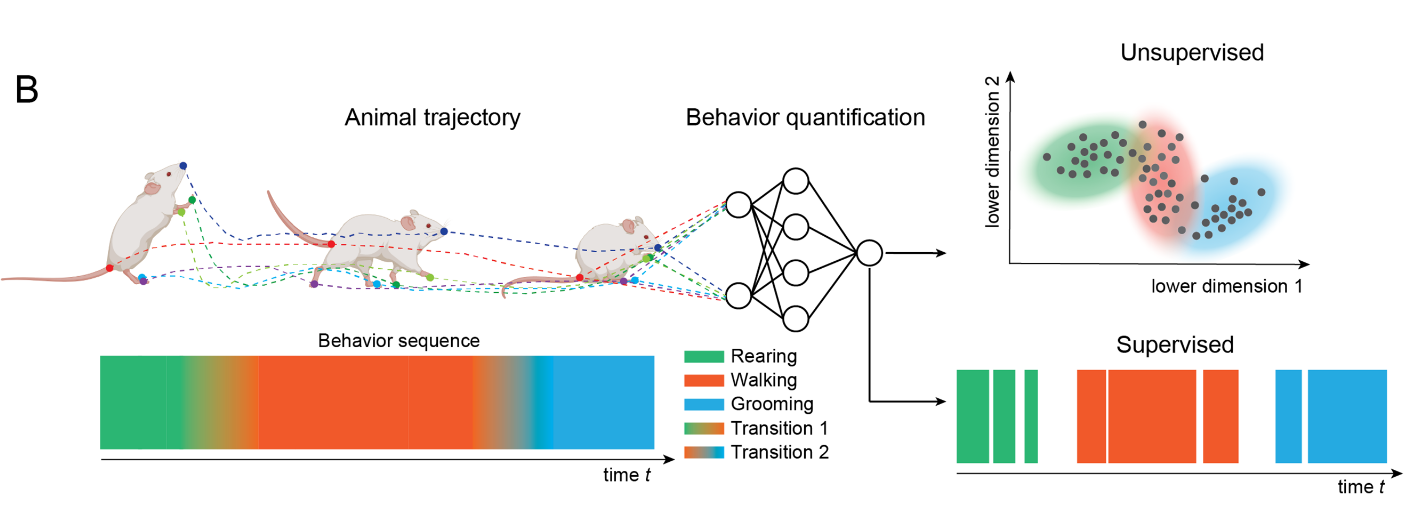 B
Animal trajectory
Behavior quantification
Unsupervised
lower dimension 2
lower dimension 1
Behavior sequence
time t
Rearing
Walking
Grooming
Transition 1
Transition 2
Supervised
time t